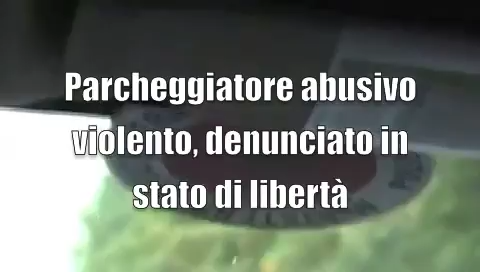 Parcheggiatore abusivo
violento, denunciato in
stato di libertà